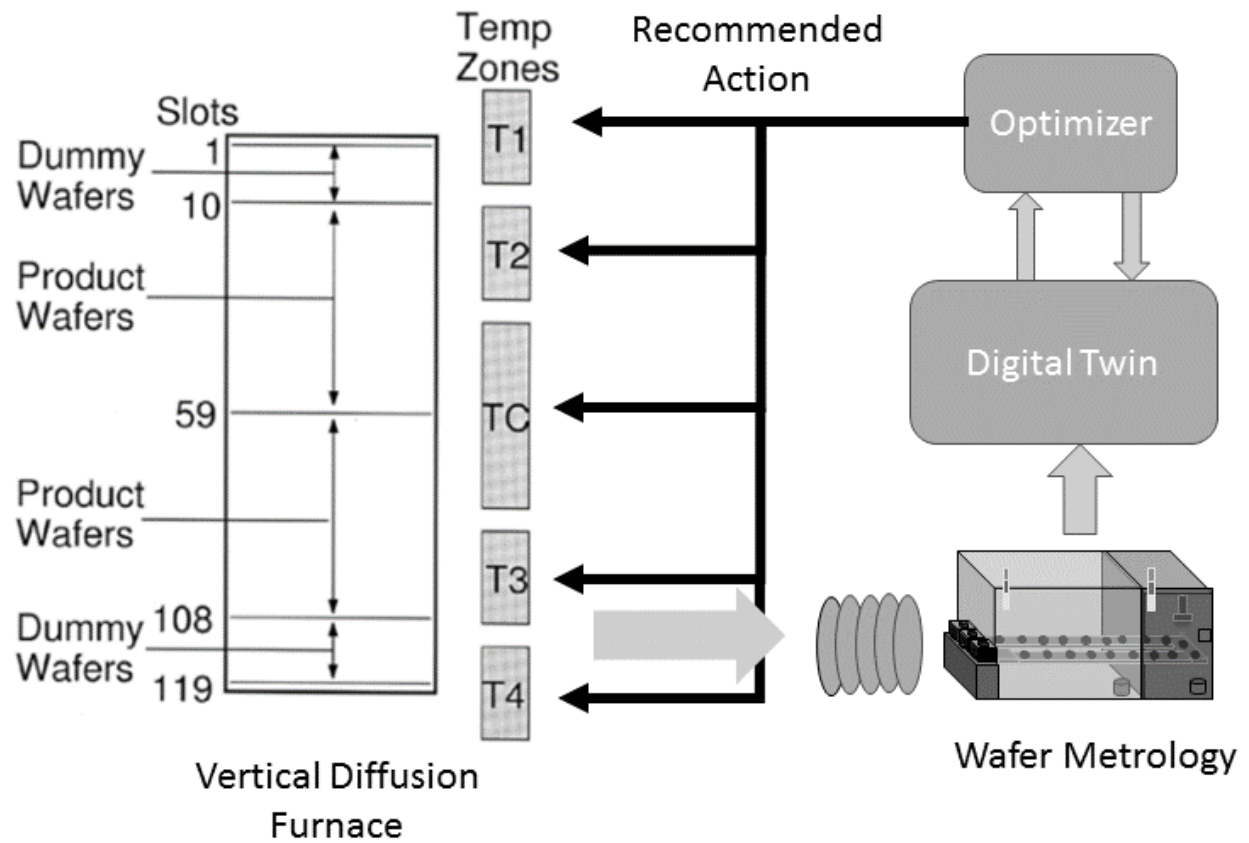 Temp
Zones
Recommended
Action
Slots
Optimizer
T1
Dummy
Wafers
1
10
T2
Product
Wafers
Digital Twin
59
TC
Product
Wafers
T3
Dummy
Wafers
108
119
T4
Wafer Metrology
Vertical Diffusion
Furnace